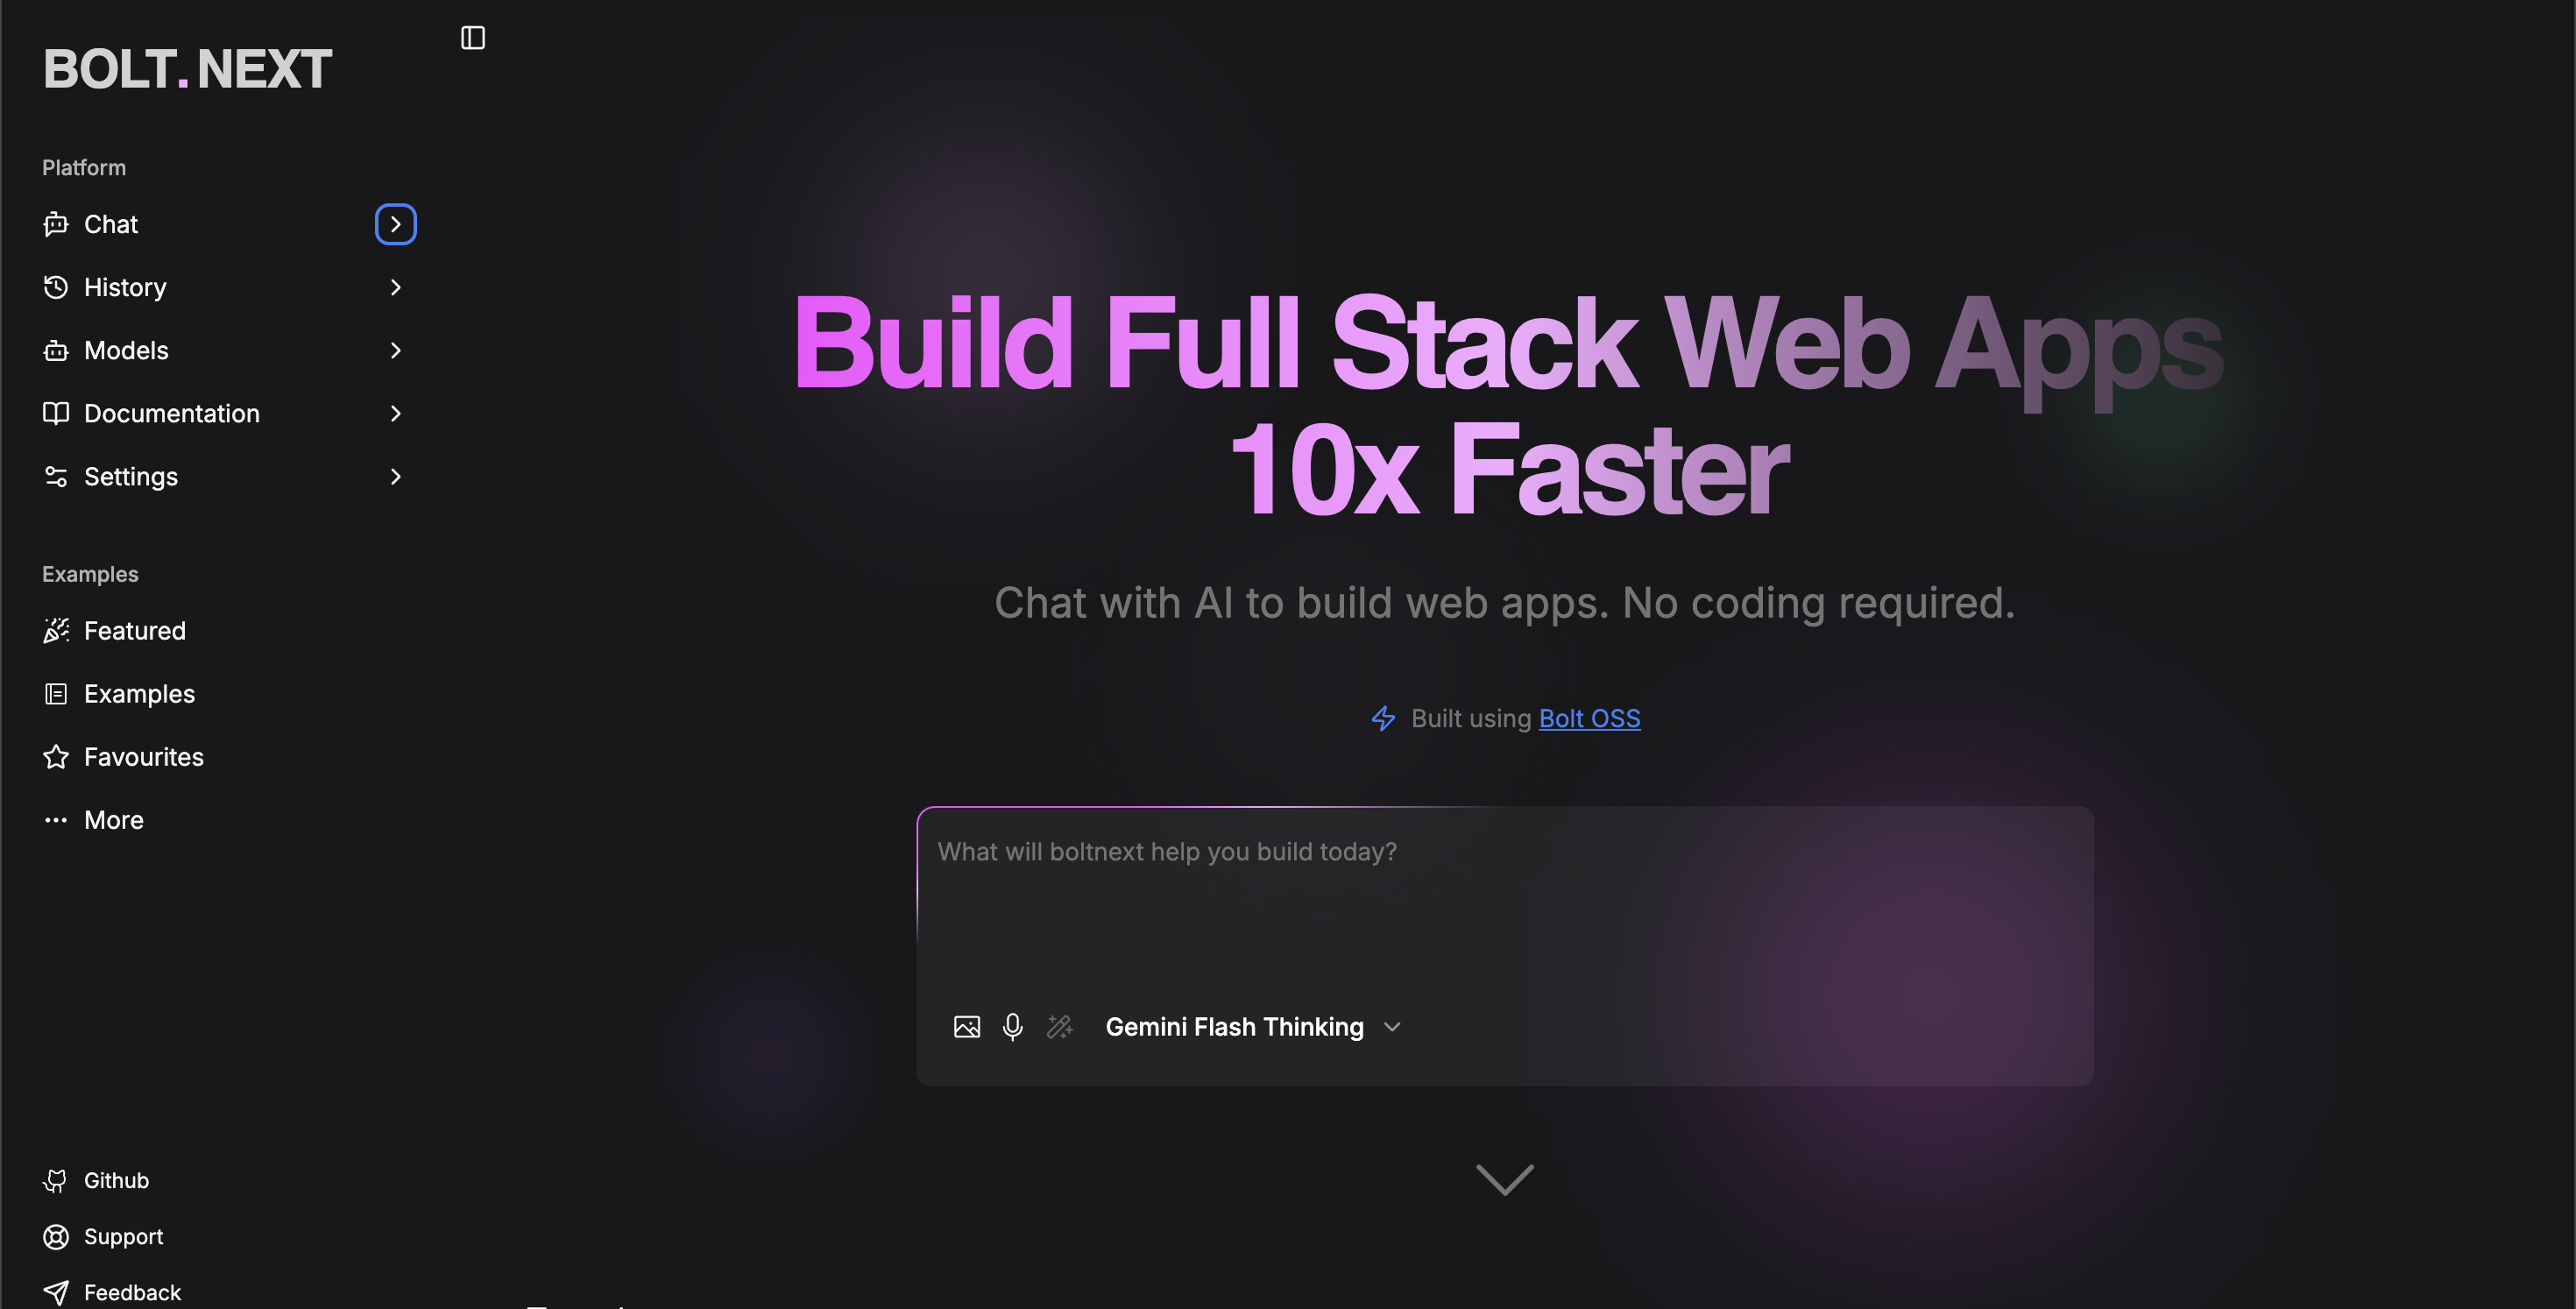 BOLT.NEXT
Platform
Chat
History
Models
Documentation
Settings
Examples
Featured
Examples
Favourites
More
Github
Support
Feedback
Build Full Stack Web Apps
10x Faster
Chat with AI to build web apps. No coding required.
Built using Bolt OSS
What will boltnext help you build today?
Gemini Flash Thinking